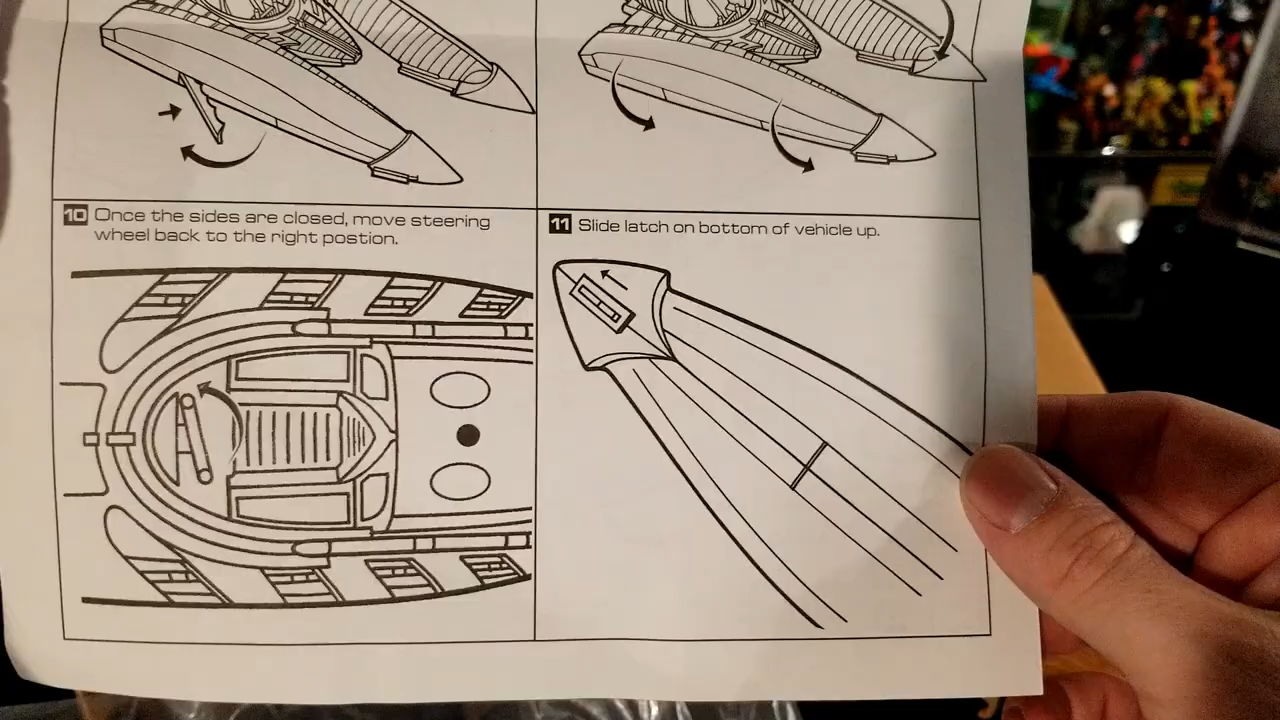 10 Once the sides are closed, move steering
wheel back to the right postion.
11 Slide latch on bottom of vehicle up.